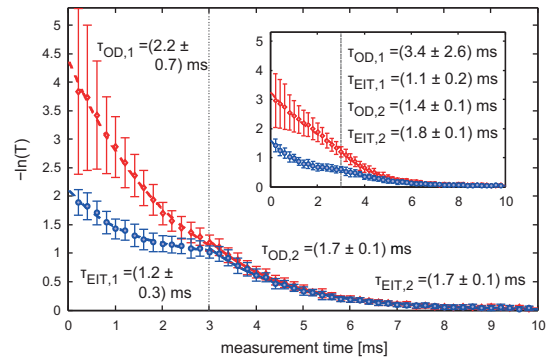 −ln(T)
5.5
5
4.5
4
3.5
3
2.5
2
1.5
1
0.5
0
0 1 2 3 4 5 6 7 8 9 10
measurement time [ms]
τOD,1 =(2.2 ±
0.7) ms
τEIT,1 =(1.2 ±
0.3) ms
τOD,2 =(1.7 ± 0.1) ms
τEIT,2 =(1.7 ± 0.1) ms
5
4
3
2
1
0
0 2 4 6 8 10
τOD,1 =(3.4 ± 2.6) ms
τEIT,1 =(1.1 ± 0.2) ms
τOD,2 =(1.4 ± 0.1) ms
τEIT,2 =(1.8 ± 0.1) ms